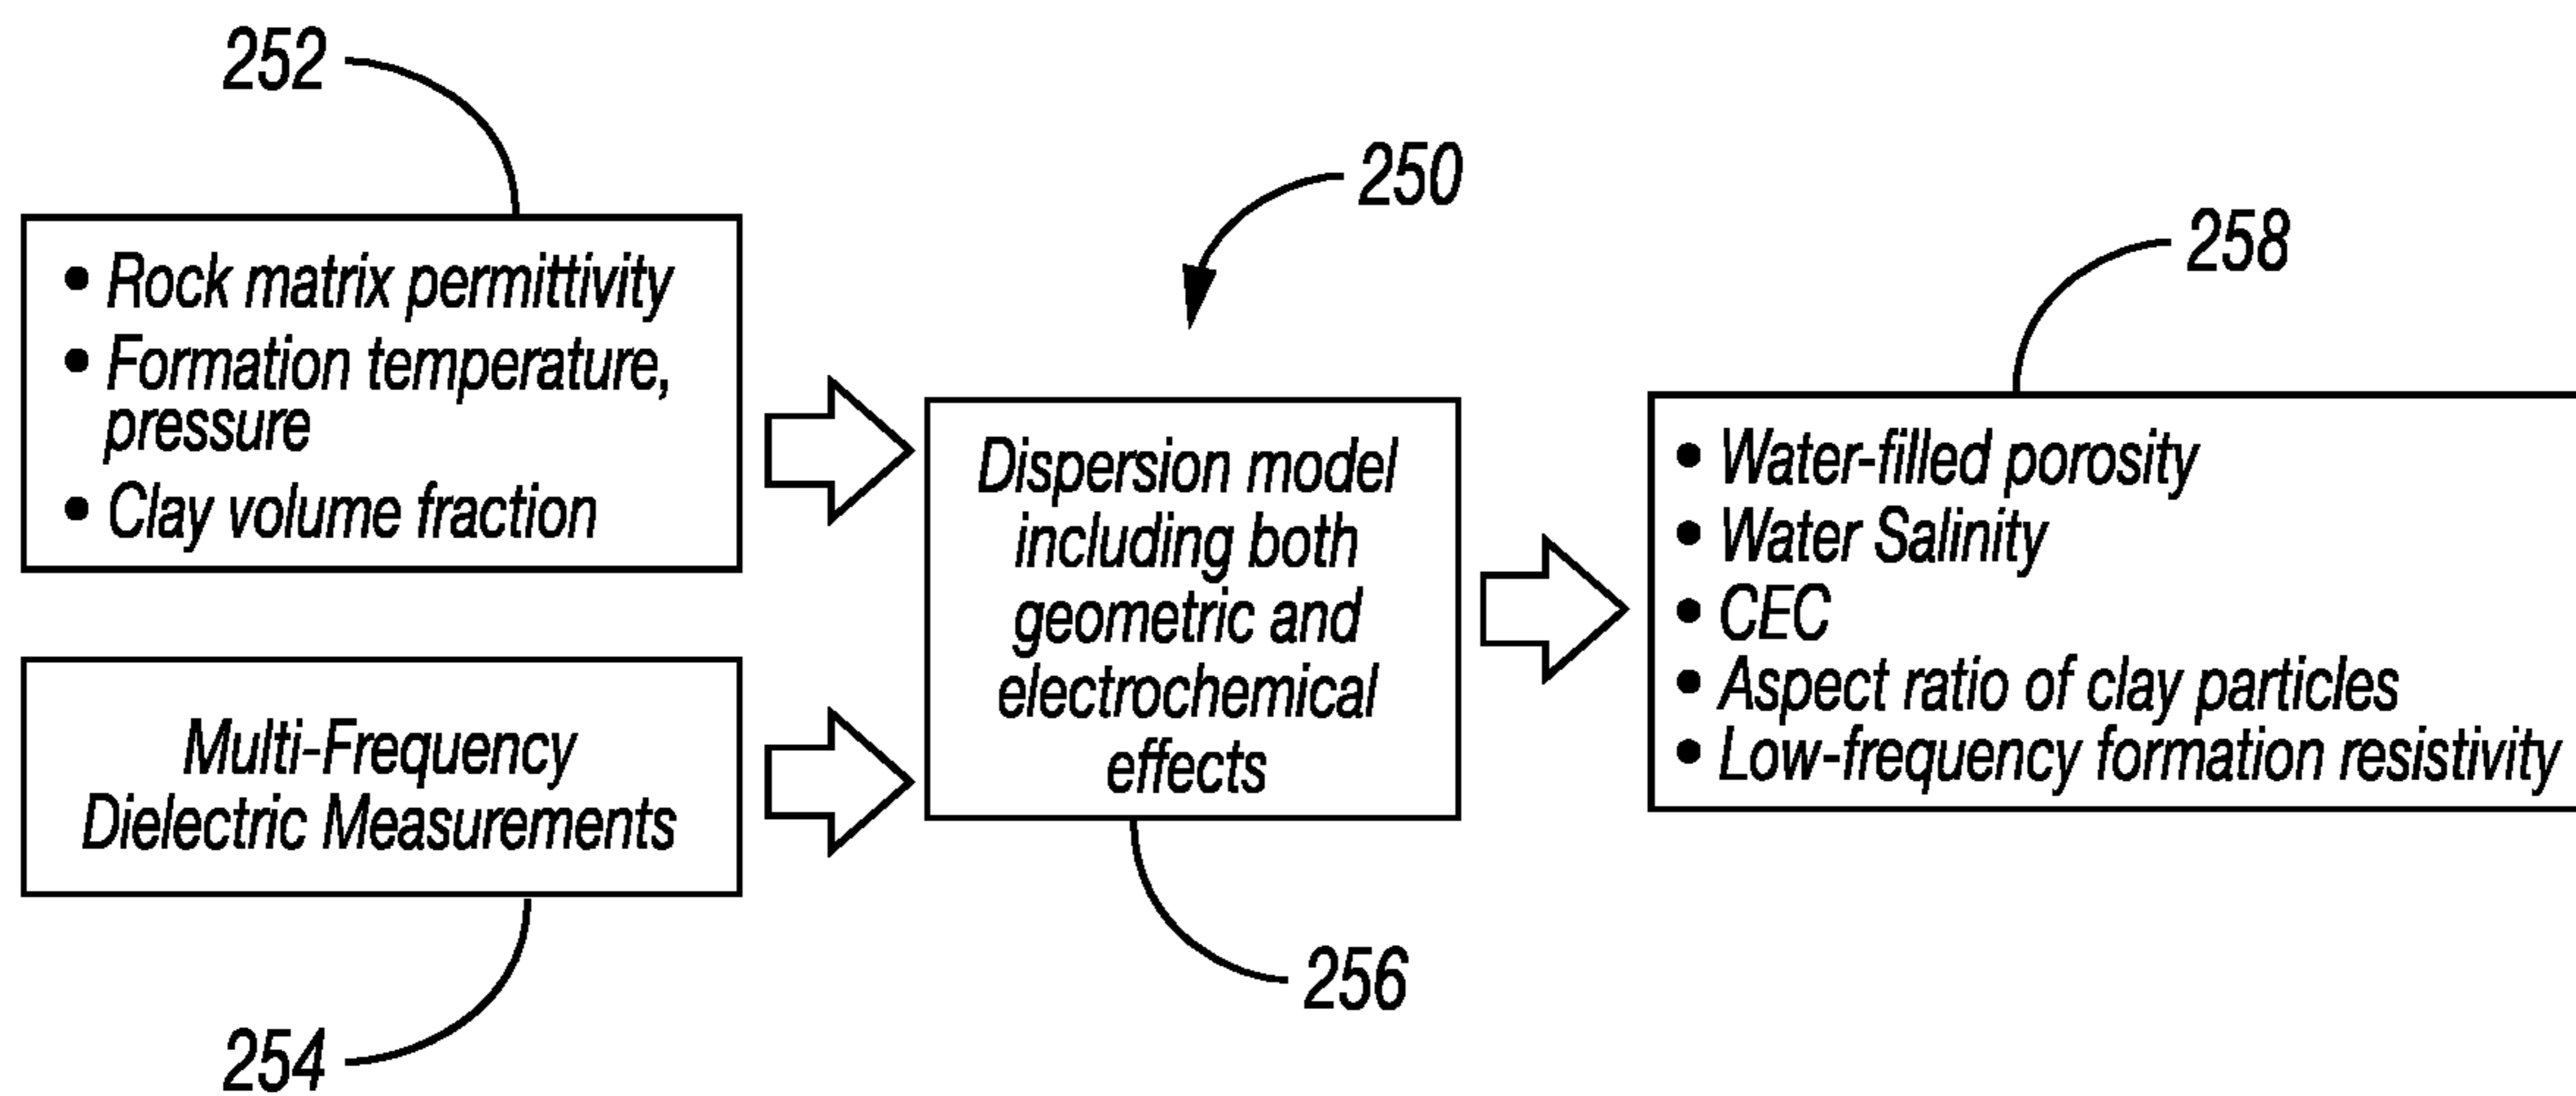 252
250
258
• Rock matrix permittivity
• Formation temperature,
pressure
• Clay volume fraction
Multi-Frequency
Dielectric Measurements
254
Dispersion model
including both
geometric and
electrochemical
effects
256
• Water-filled porosity
• Water Salinity
• CEC
• Aspect ratio of clay particles
• Low-frequency formation resistivity